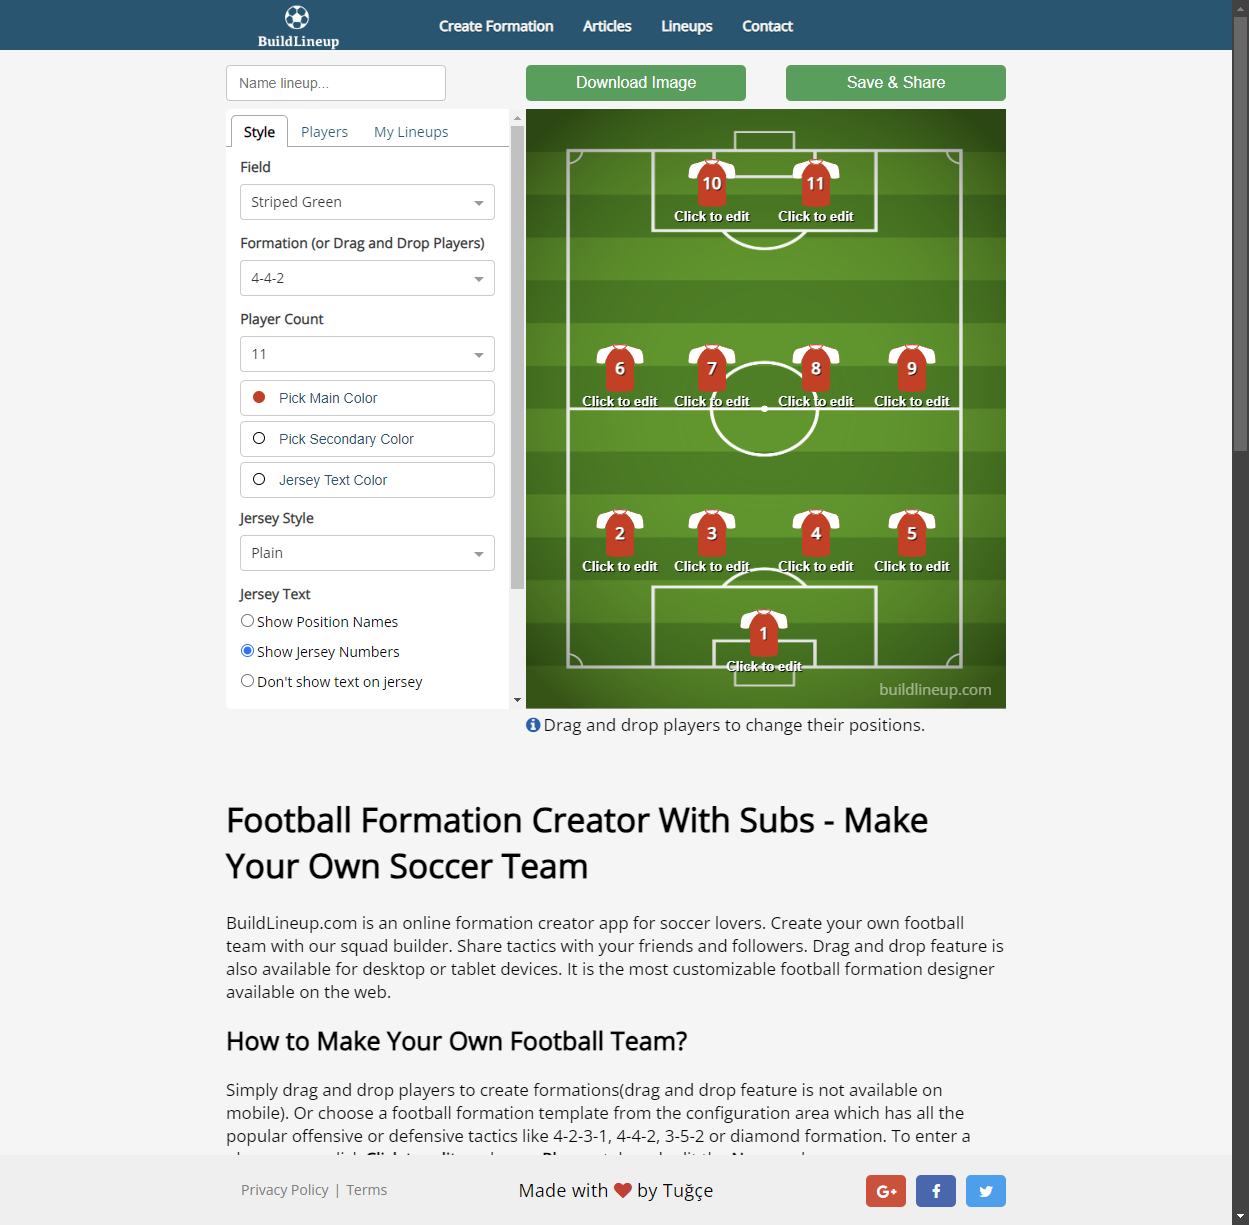 BuildLineup
Create Formation
Articles
Lineups
Contact
Name lineup...
Download Image
Save & Share
Style
Players
My Lineups
Field
Striped Green
Formation (or Drag and Drop Players)
4-4-2
Player Count
11
Pick Main Color
Pick Secondary Color
Jersey Text Color
Jersey Style
Plain
Jersey Text
Show Position Names
Show Jersey Numbers
Don't show text on jersey
10 11
Click to edit Click to edit
6 7 8 9
Click to edit Click to edit Click to edit Click to edit
2 3 4 5
Click to edit Click to edit Click to edit Click to edit
1
Click to edit
buildlineup.com
Drag and drop players to change their positions.
Football Formation Creator With Subs - Make
Your Own Soccer Team
BuildLineup.com is an online formation creator app for soccer lovers. Create your own football
team with our squad builder. Share tactics with your friends and followers. Drag and drop feature is
also available for desktop or tablet devices. It is the most customizable football formation designer
available on the web.
How to Make Your Own Football Team?
Simply drag and drop players to create formations(drag and drop feature is not available on
mobile). Or choose a football formation template from the configuration area which has all the
popular offensive or defensive tactics like 4-2-3-1, 4-4-2, 3-5-2 or diamond formation. To enter a
Privacy Policy | Terms
Made with ❤ by Tuğçe
G+ f